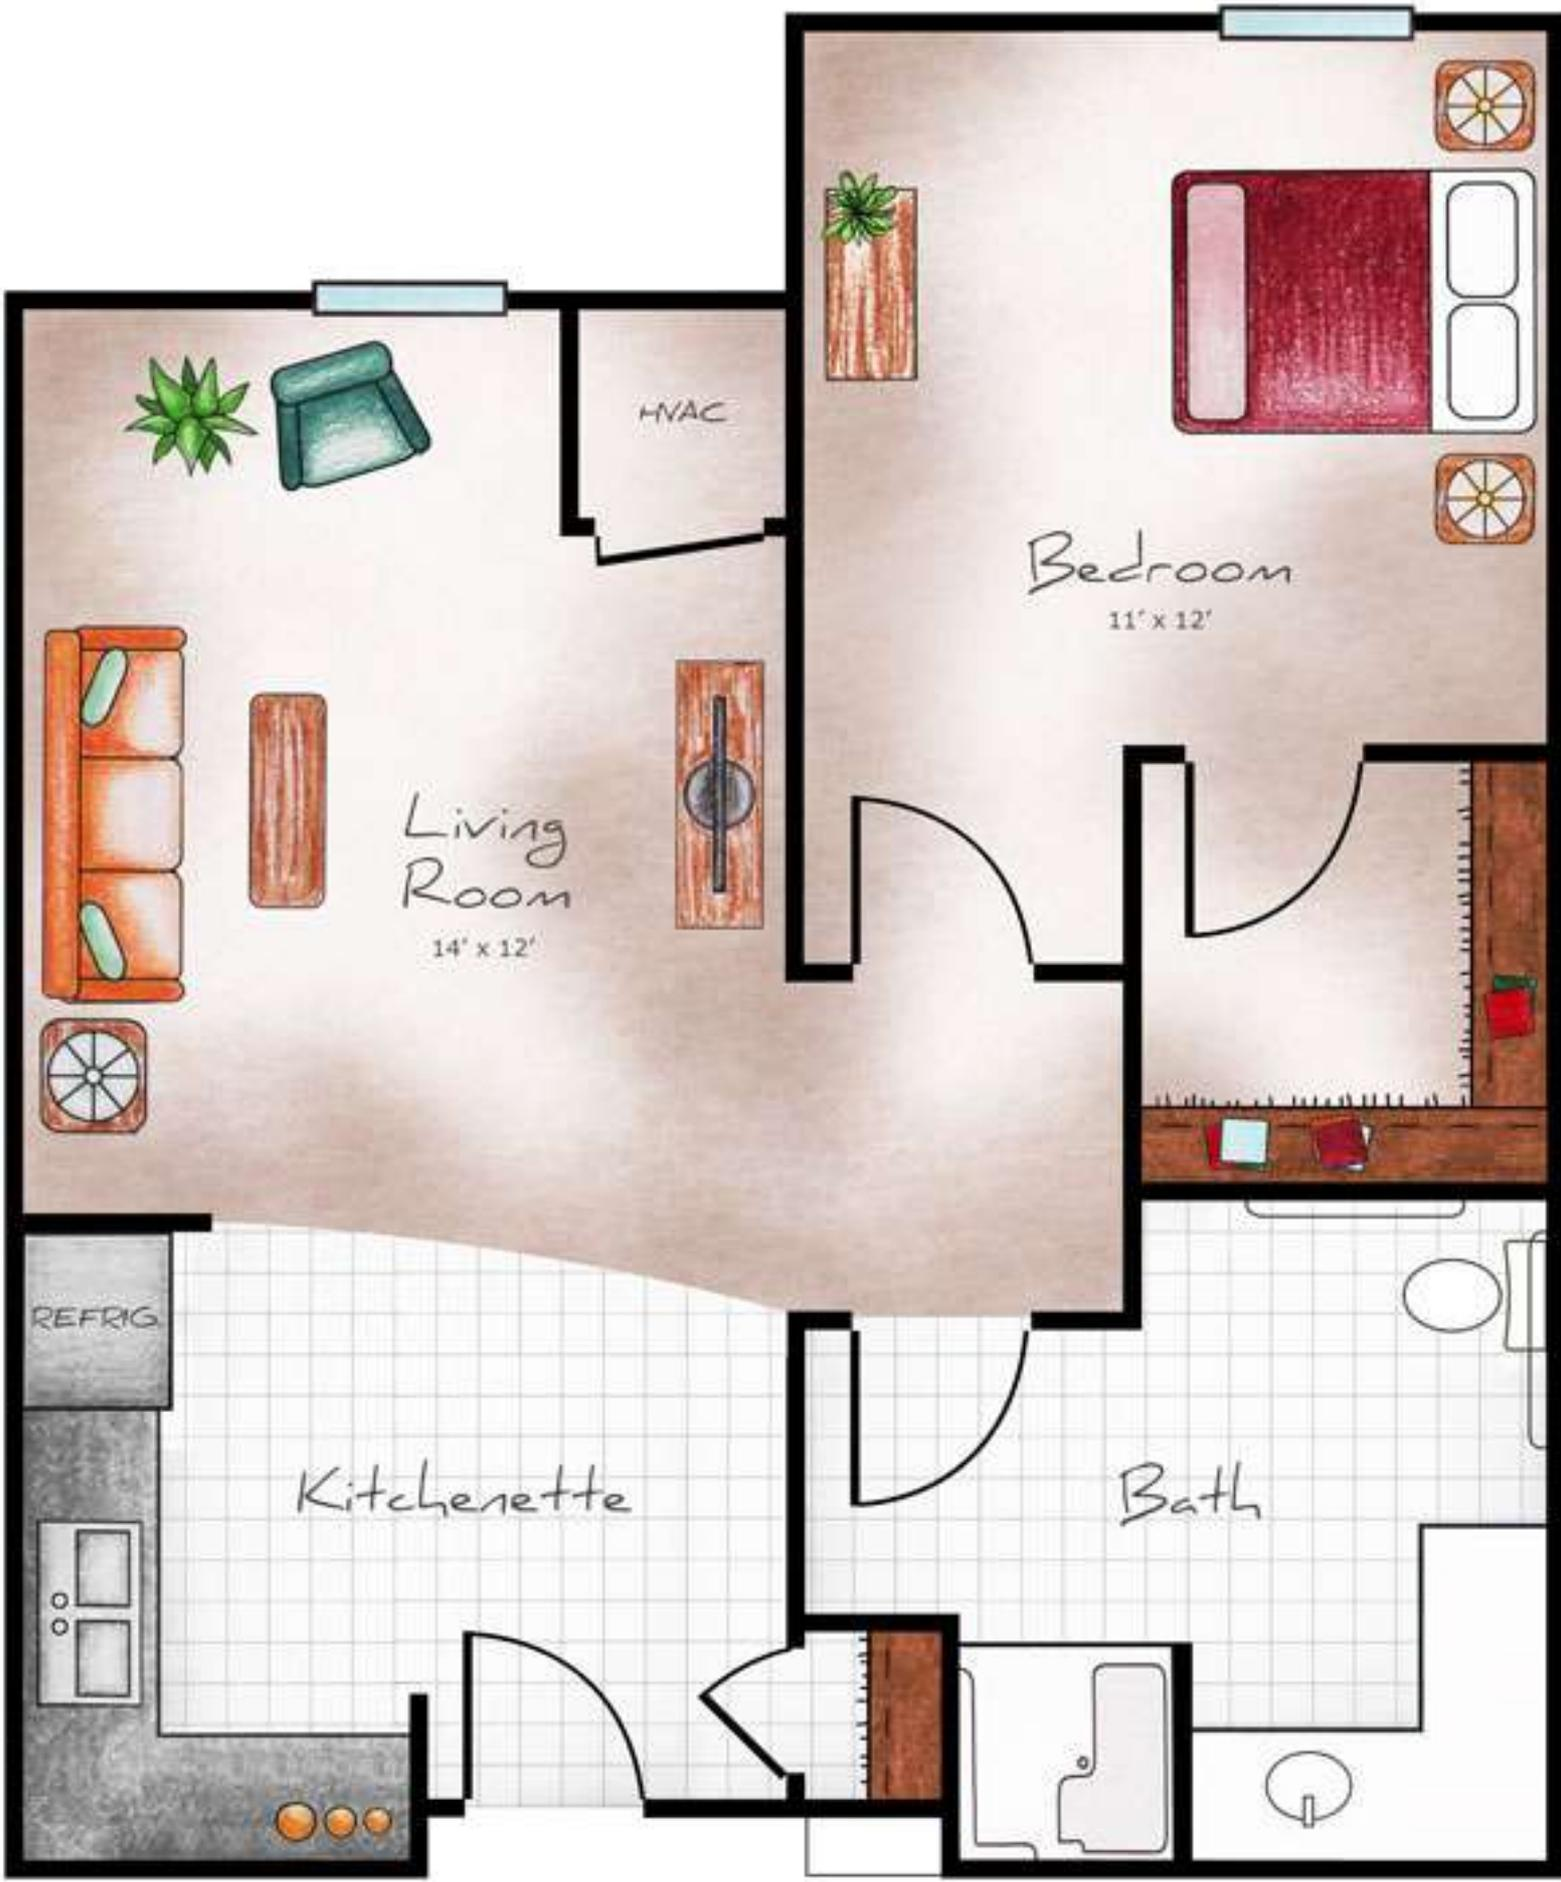 HVAC
Bedroom
11' x 12'
Living
Room
14' x 12'
REFRIG.
Kitchenette
Bath